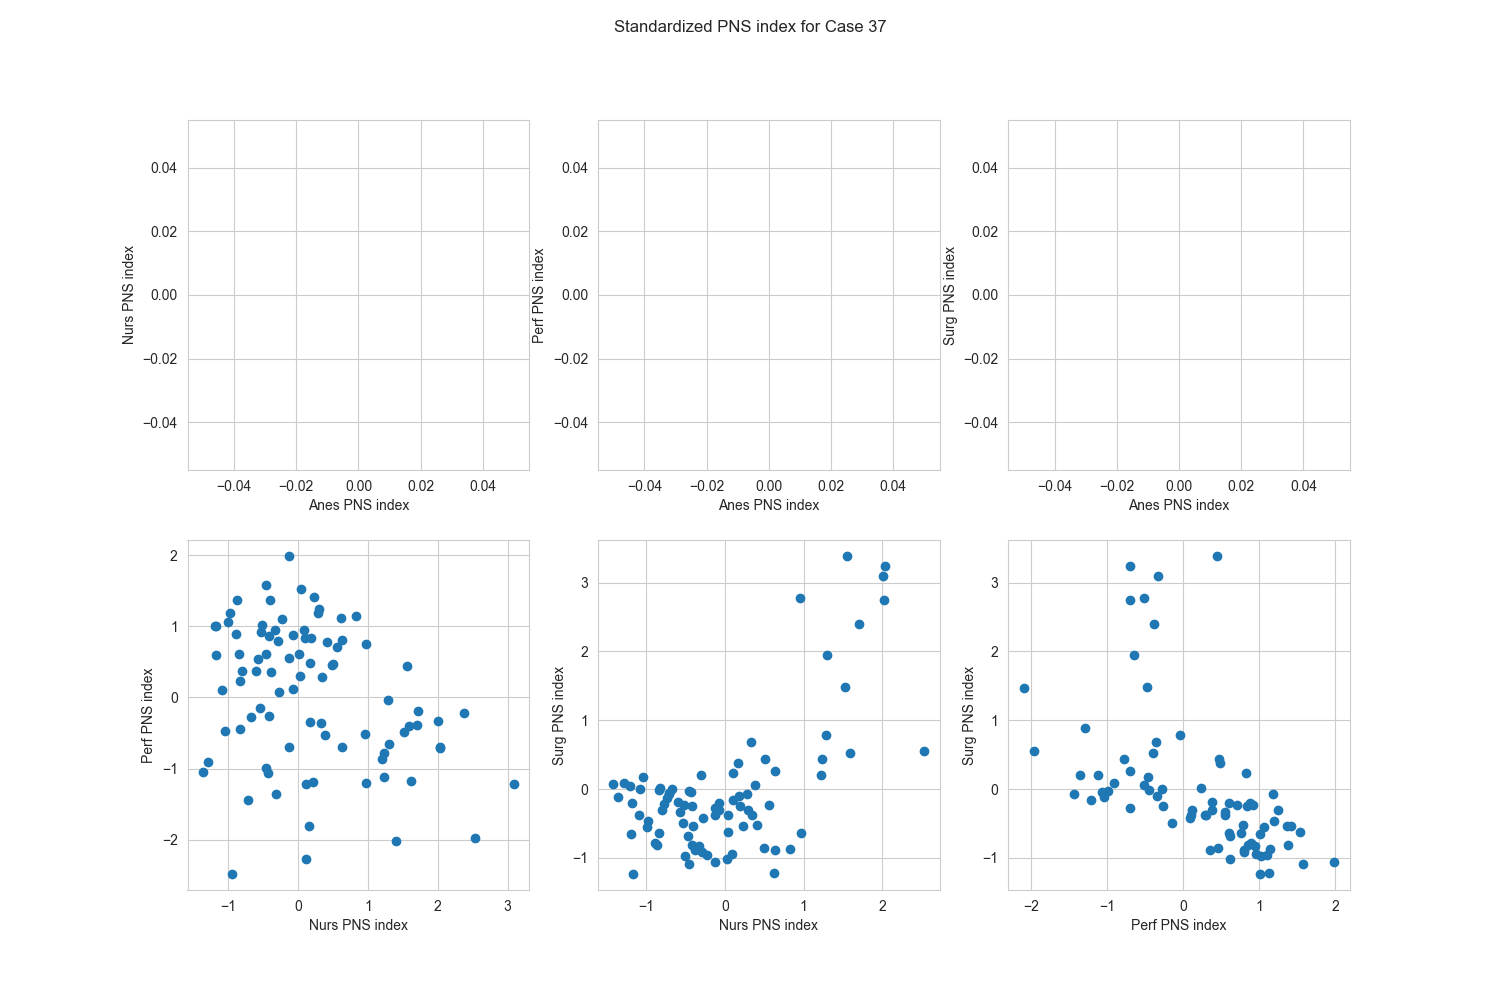 Standardized PNS index for Case 37
0.04
0.02
0.00
−0.02
−0.04
Nurs PNS index
−0.04 −0.02 0.00 0.02 0.04
Anes PNS index
0.04
0.02
0.00
−0.02
−0.04
Perf PNS index
−0.04 −0.02 0.00 0.02 0.04
Anes PNS index
0.04
0.02
0.00
−0.02
−0.04
Surg PNS index
−0.04 −0.02 0.00 0.02 0.04
Anes PNS index
2
1
0
−1
−2
Perf PNS index
−1 0 1 2 3
Nurs PNS index
3
2
1
0
−1
Surg PNS index
−1 0 1 2
Nurs PNS index
3
2
1
0
−1
Surg PNS index
−2 −1 0 1 2
Perf PNS index